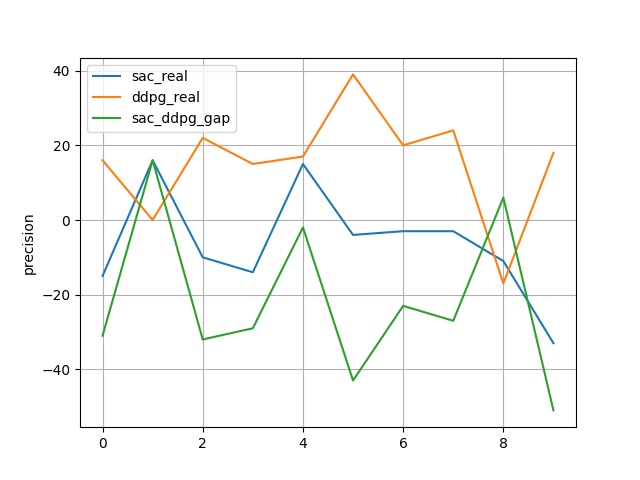 sac_real
ddpg_real
sac_ddpg_gap
precision
40
20
0
−20
−40
0 2 4 6 8